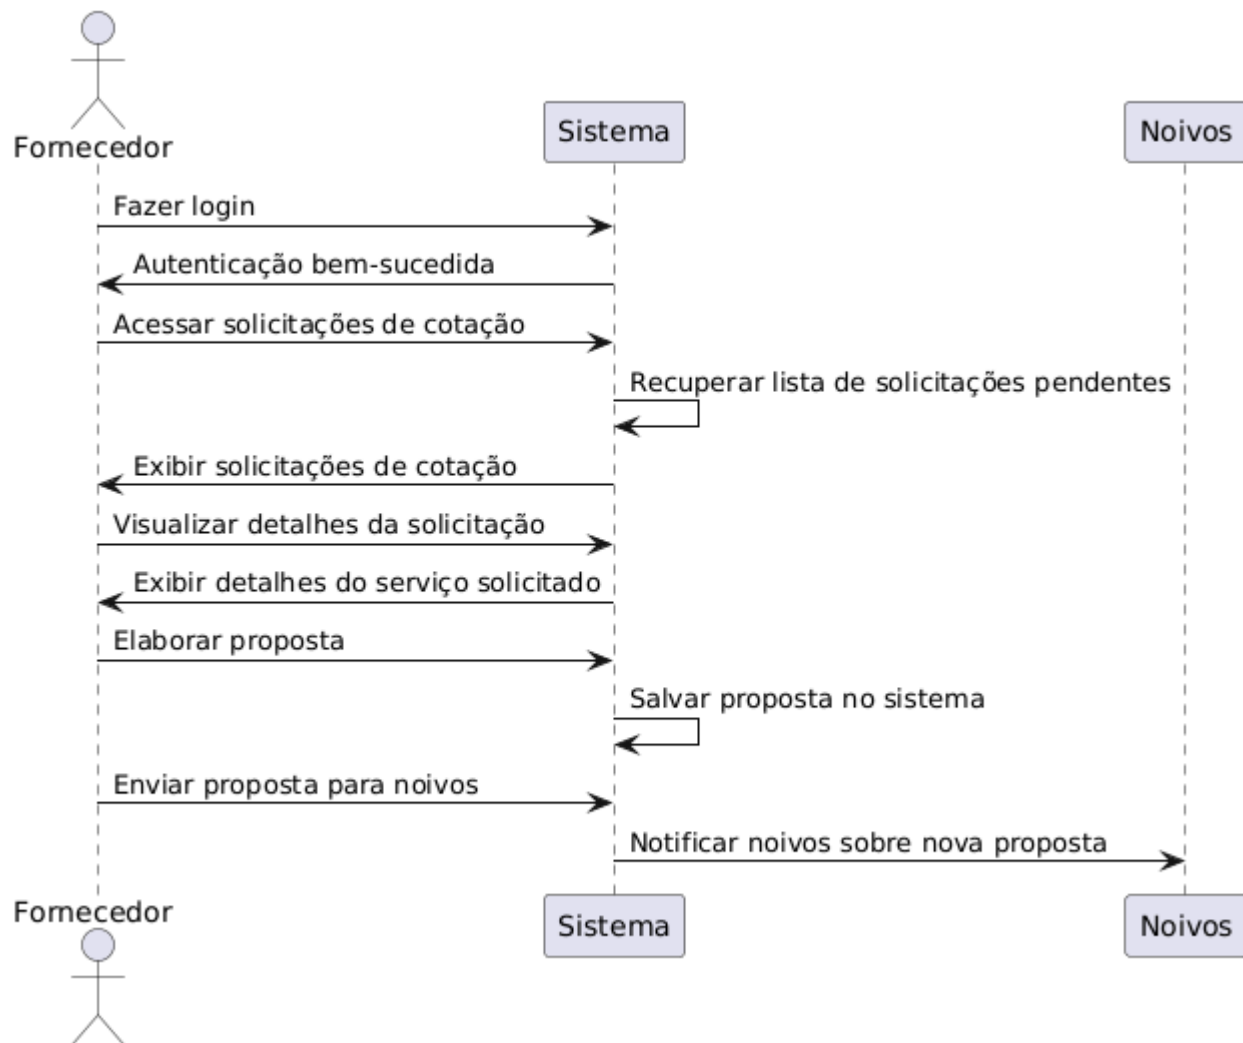 Fornecedor
Sistema
Noivos
Fazer login
Autenticação bem-sucedida
Acessar solicitações de cotação
Recuperar lista de solicitações pendentes
Exibir solicitações de cotação
Visualizar detalhes da solicitação
Exibir detalhes do serviço solicitado
Elaborar proposta
Salvar proposta no sistema
Enviar proposta para noivos
Notificar noivos sobre nova proposta
Fornecedor
Sistema
Noivos